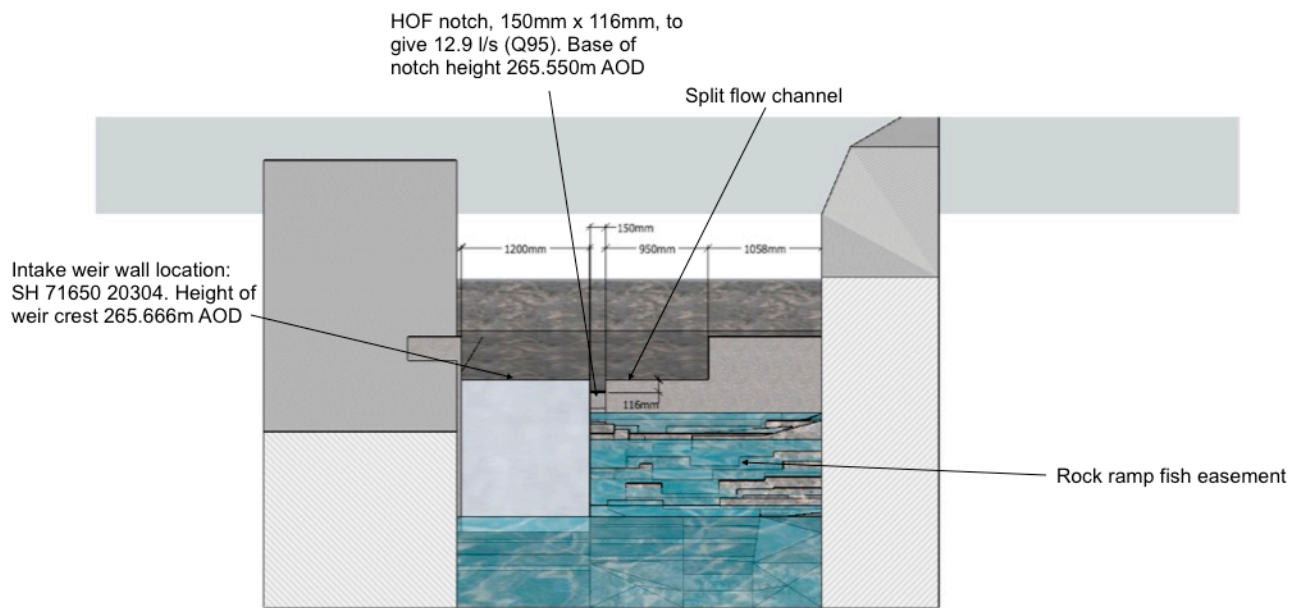 HOF notch, 150mm x 116mm, to
give 12.9 l/s (Q95). Base of
notch height 265.550m AOD
Split flow channel
150mm
1200mm
950mm
1058mm
Intake weir wall location:
SH 71650 20304. Height of
weir crest 265.666m AOD
116mm
Rock ramp fish easement